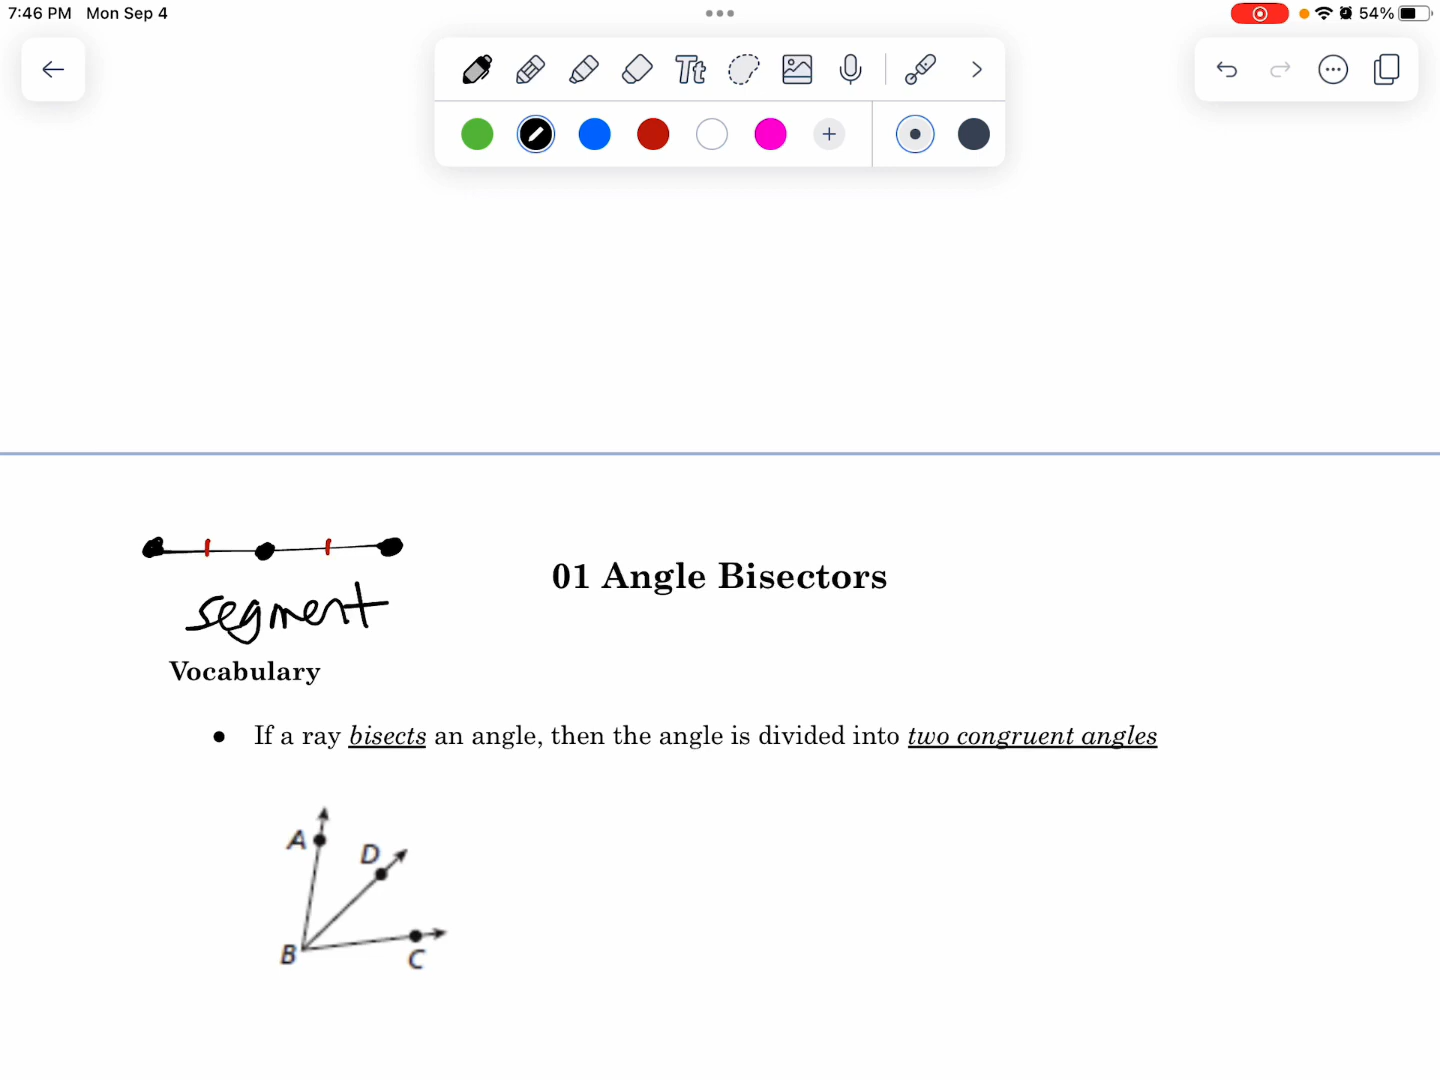 7:46 PM Mon Sep 4
54%
Tt
01 Angle Bisectors
segment
Vocabulary
• If a ray bisects an angle, then the angle is divided into two congruent angles
A
D
B
C